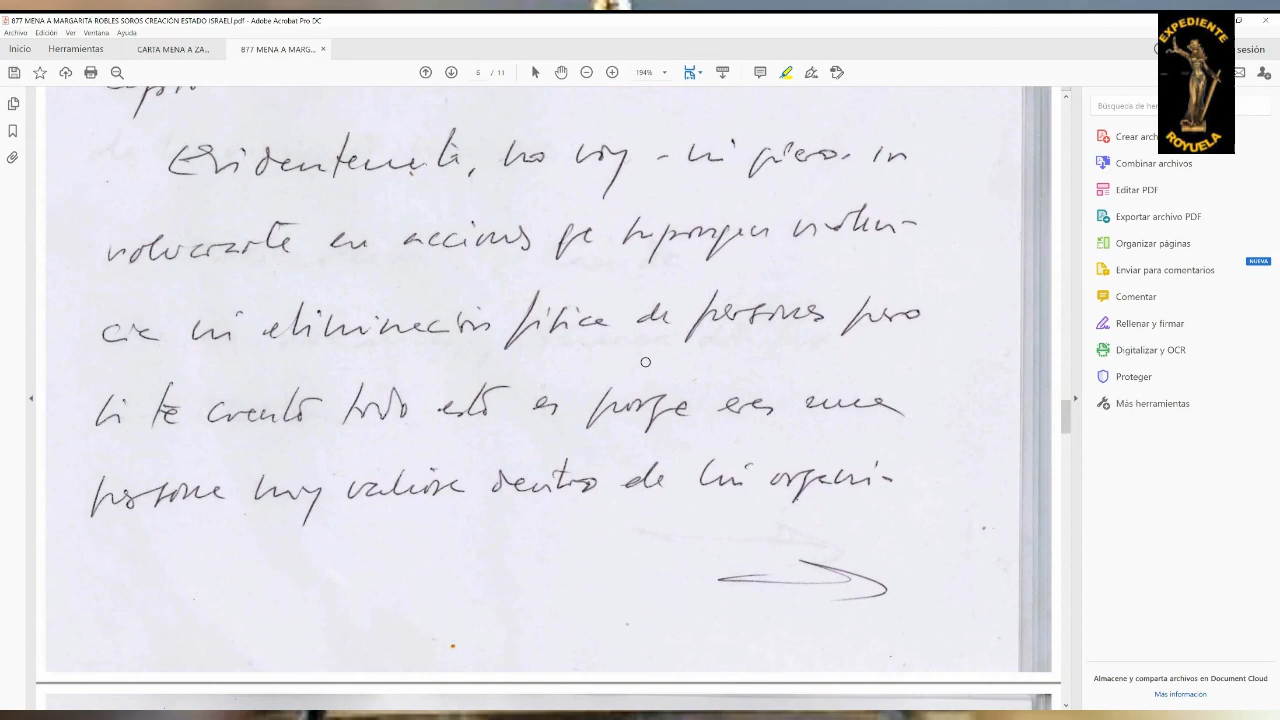 877 MENA A MARGARITA ROBLES SOROS CREACIÓN ESTADO ISRAELÍ.pdf - Adobe Acrobat Pro DC
Archivo Edición Ver Ventana Ayuda
Inicio Herramientas CARTA MENA A ZA... 877 MENA A MARG... × sesión
6 / 11 194%
EXPEDIENTE
ROYUELA
Evidentemente, no voy - ni quiero - in
volucrarte en acciones qe supongan violen-
cia ni eliminación física de personas pero
si te cuento todo esto es porqe eres una
persona muy valiosa dentro de mi organi-
Búsqueda de her
Crear arch
Combinar archivos
Editar PDF
Exportar archivo PDF
Organizar páginas
Enviar para comentarios
NUEVA
Comentar
Rellenar y firmar
Digitalizar y OCR
Proteger
Más herramientas
Almacene y comparta archivos en Document Cloud
Más información